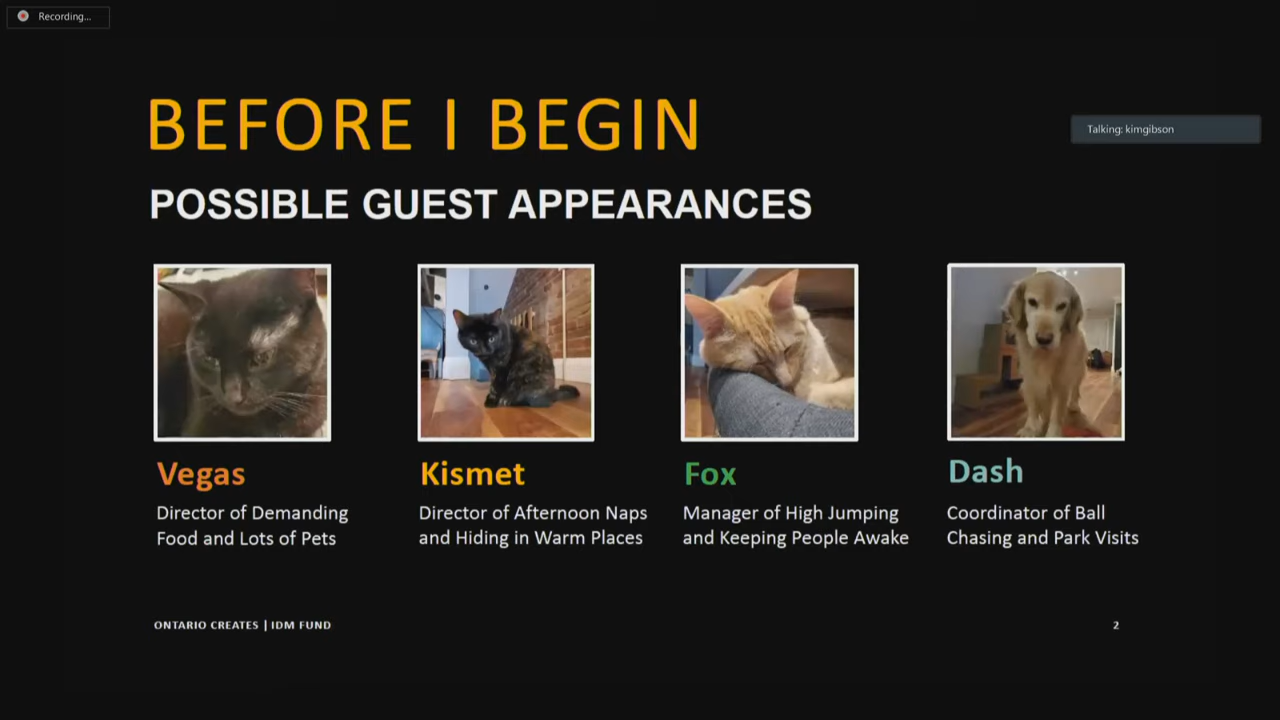 Recording...
BEFORE I BEGIN
Talking: kimgibson
POSSIBLE GUEST APPEARANCES
Vegas
Director of Demanding
Food and Lots of Pets
Kismet
Director of Afternoon Naps
and Hiding in Warm Places
Fox
Manager of High Jumping
and Keeping People Awake
Dash
Coordinator of Ball
Chasing and Park Visits
ONTARIO CREATES | IDM FUND
2